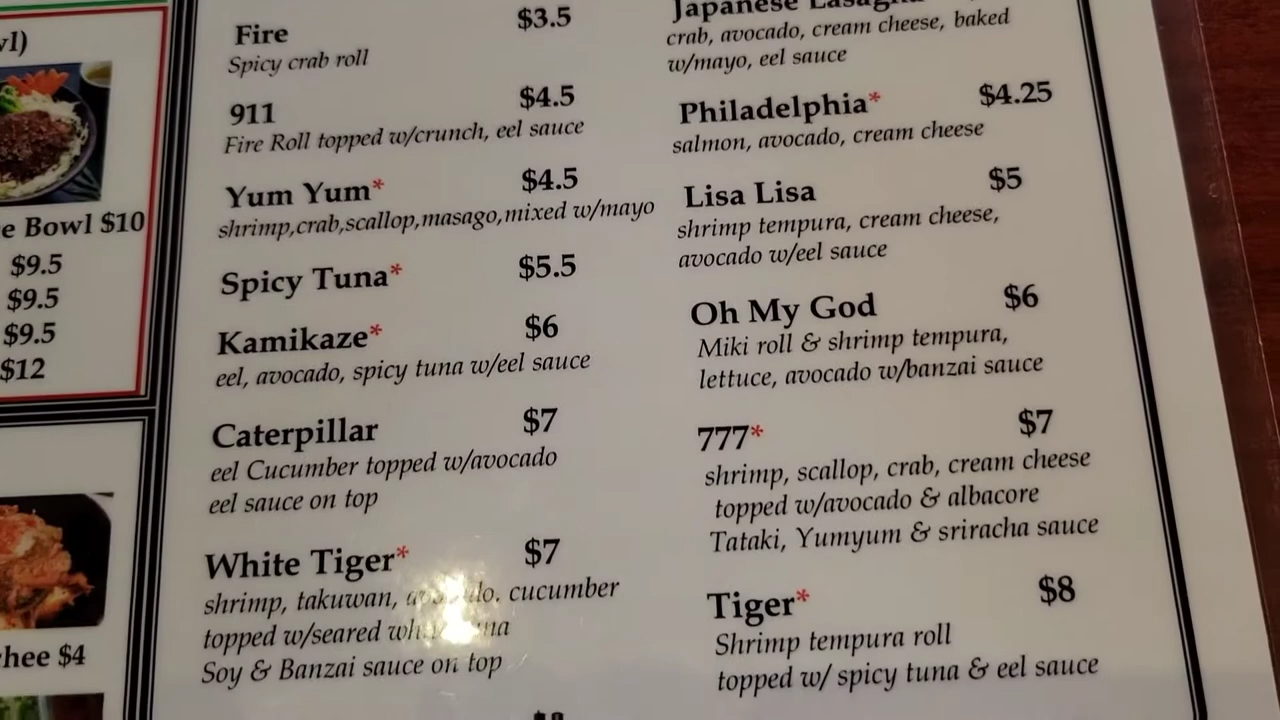 wl)
e Bowl $10
$9.5
$9.5
$9.5
$12
hee $4
Fire $3.5
Spicy crab roll
911 $4.5
Fire Roll topped w/crunch, eel sauce
Yum Yum* $4.5
shrimp,crab,scallop,masago,mixed w/mayo
Spicy Tuna* $5.5
Kamikaze* $6
eel, avocado, spicy tuna w/eel sauce
Caterpillar $7
eel Cucumber topped w/avocado
eel sauce on top
White Tiger* $7
shrimp, takuwan, cucumber
topped w/seared
Soy & Banzai sauce on top
Japanese
crab, avocado, cream cheese, baked
w/mayo, eel sauce
Philadelphia* $4.25
salmon, avocado, cream cheese
Lisa Lisa $5
shrimp tempura, cream cheese,
avocado w/eel sauce
Oh My God $6
Miki roll & shrimp tempura,
lettuce, avocado w/banzai sauce
777* $7
shrimp, scallop, crab, cream cheese
topped w/avocado & albacore
Tataki, Yumyum & sriracha sauce
Tiger* $8
Shrimp tempura roll
topped w/ spicy tuna & eel sauce